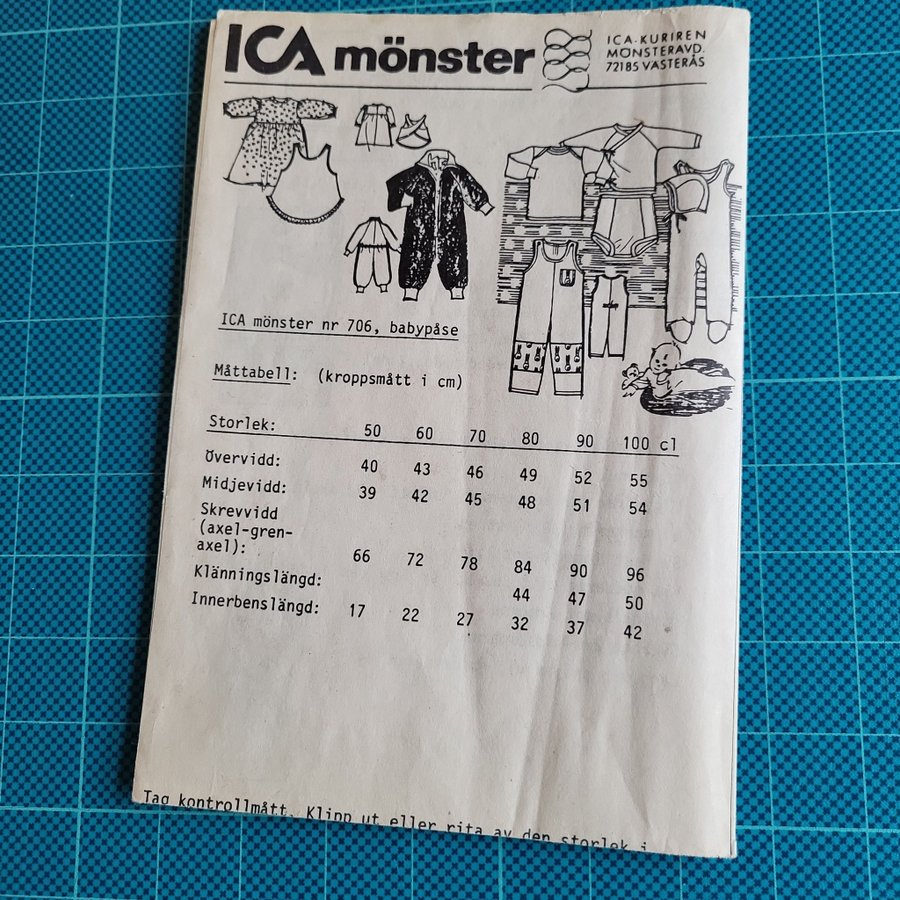 ICA mönster
ICA-KURIREN
MÖNSTERAVD.
72185 VÄSTERÅS
ICA mönster nr 706, babypåse
Måttabell: (kroppsmått i cm)
Storlek: 50 60 70 80 90 100 cl
Övervidd: 40 43 46 49 52 55
Midjevidd: 39 42 45 48 51 54
Skrevvidd
(axel-gren-
axel): 66 72 78 84 90 96
Klänningslängd: 44 47 50
Innerbenslängd: 17 22 27 32 37 42
Tag kontrollmått. Klipp ut eller rita av den storlek i